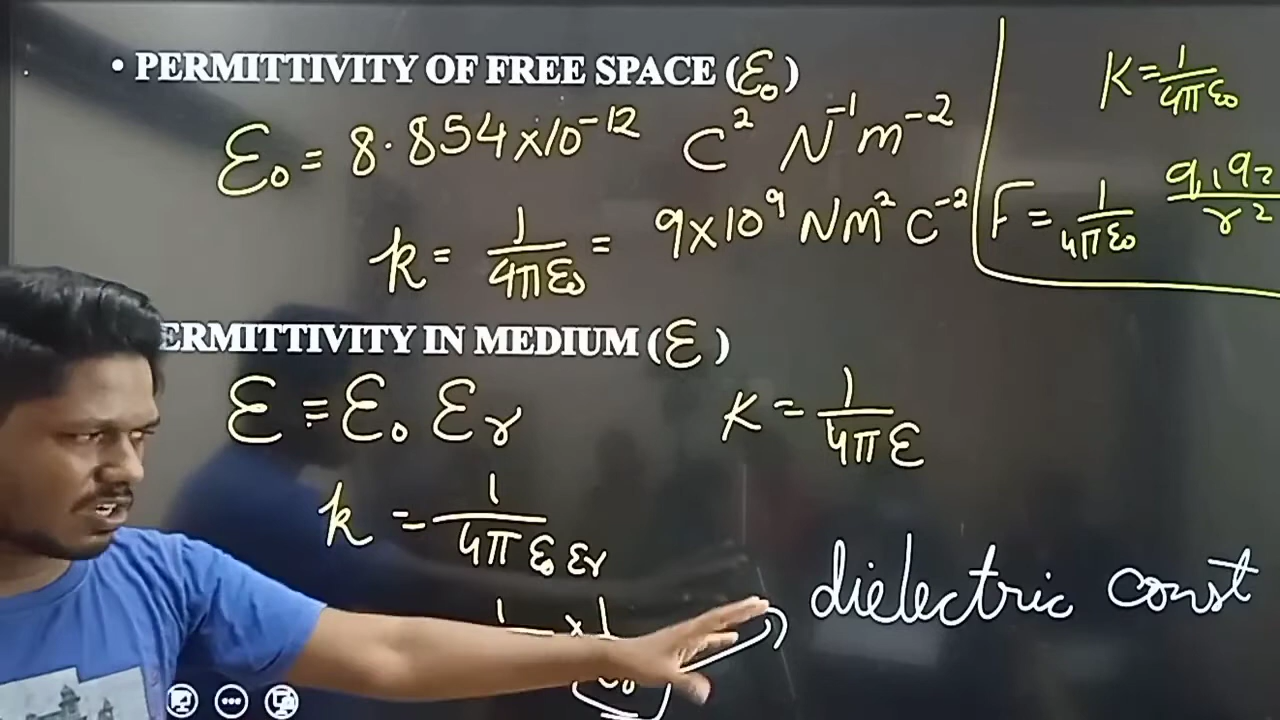 • PERMITTIVITY OF FREE SPACE (ε₀)
ε₀ = 8.854×10⁻¹² C² N⁻¹ m⁻²
k = 1/4πε₀ = 9×10⁹ Nm² C⁻²
K = 1/4πε₀
F = 1/4πε₀ q₁q₂/r²
ERMITTIVITY IN MEDIUM (ε)
ε = ε₀ εr
K = 1/4πε
k = 1/4πε₀εr
dielectric const